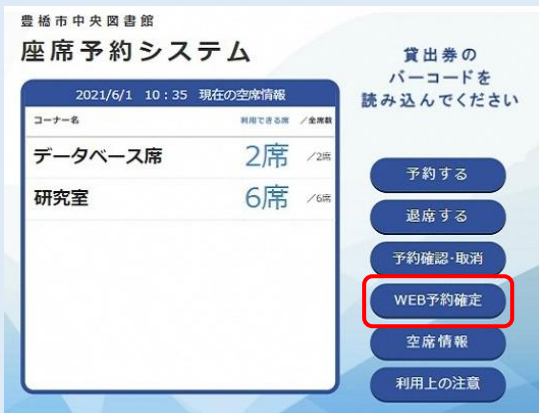 豊橋市中央図書館
座席予約システム
2021/6/1 10：35 現在の空席情報
コーナー名 利用できる席 ／全席数
データベース席 2席 ／2席
研究室 6席 ／6席
貸出券の
バーコードを
読み込んでください
予約する
退席する
予約確認・取消
WEB予約確定
空席情報
利用上の注意